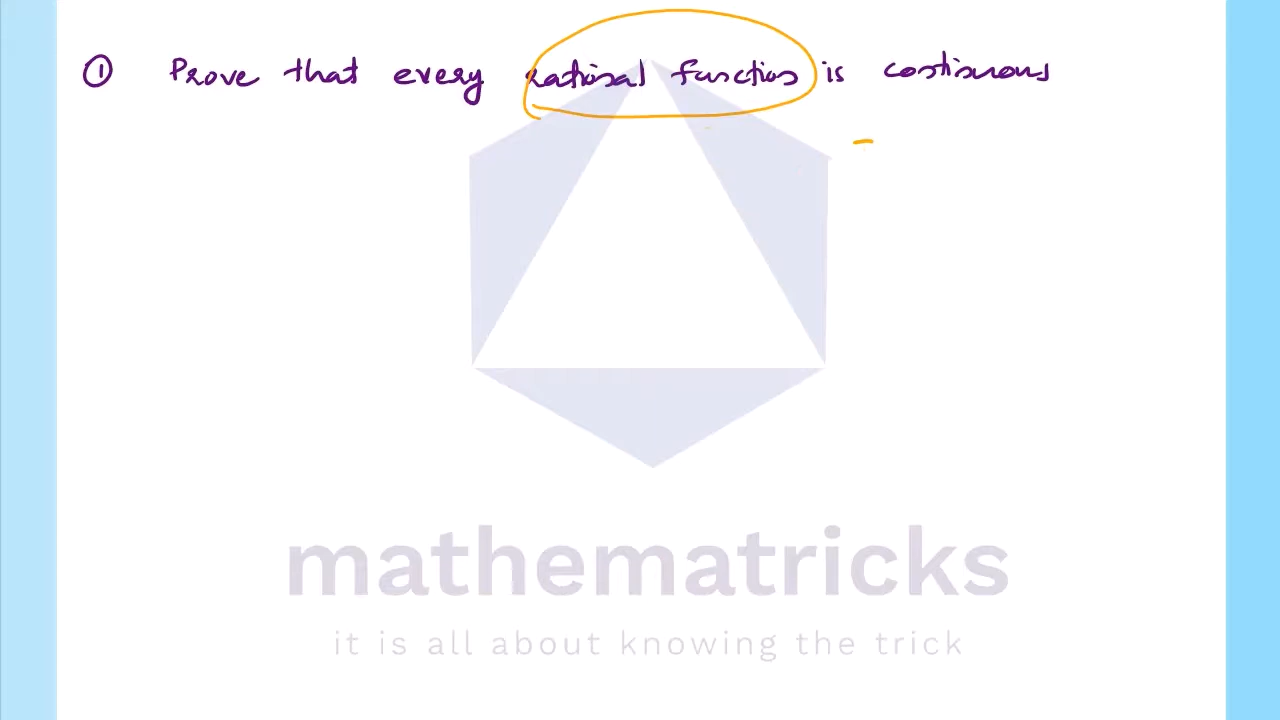 ① Prove that every rational function is continuous
mathematricks
it is all about knowing the trick